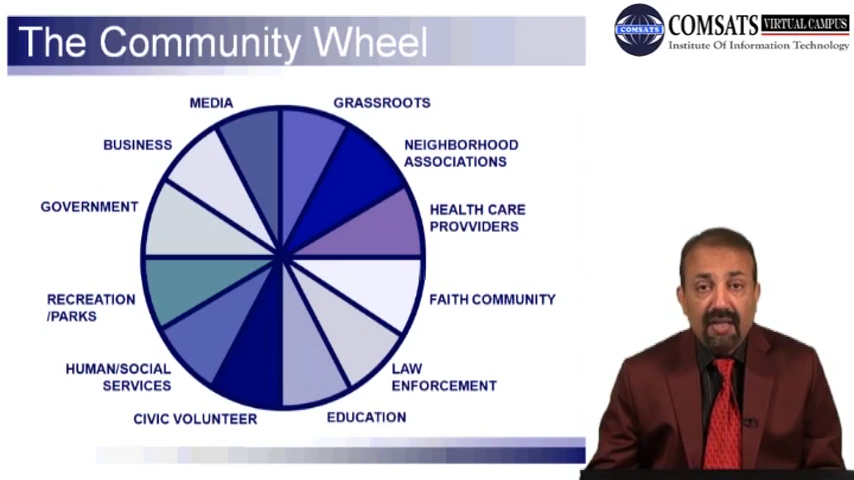 The Community Wheel
COMSATS
COMSATS VIRTUAL CAMPUS
Institute Of Information Technology
MEDIA
GRASSROOTS
BUSINESS
NEIGHBORHOOD
ASSOCIATIONS
GOVERNMENT
HEALTH CARE
PROVVIDERS
RECREATION
/PARKS
FAITH COMMUNITY
HUMAN/SOCIAL
SERVICES
LAW
ENFORCEMENT
CIVIC VOLUNTEER
EDUCATION